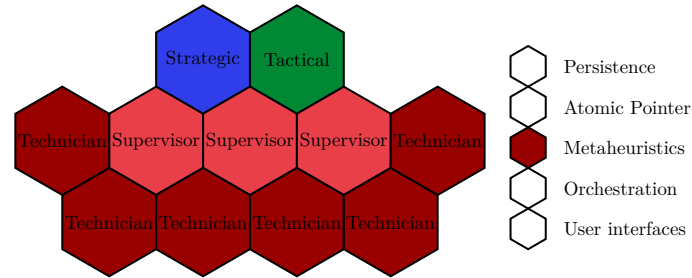 Strategic
Tactical
Technician
Supervisor
Supervisor
Supervisor
Technician
Technician
Technician
Technician
Technician
Persistence
Atomic Pointer
Metaheuristics
Orchestration
User interfaces